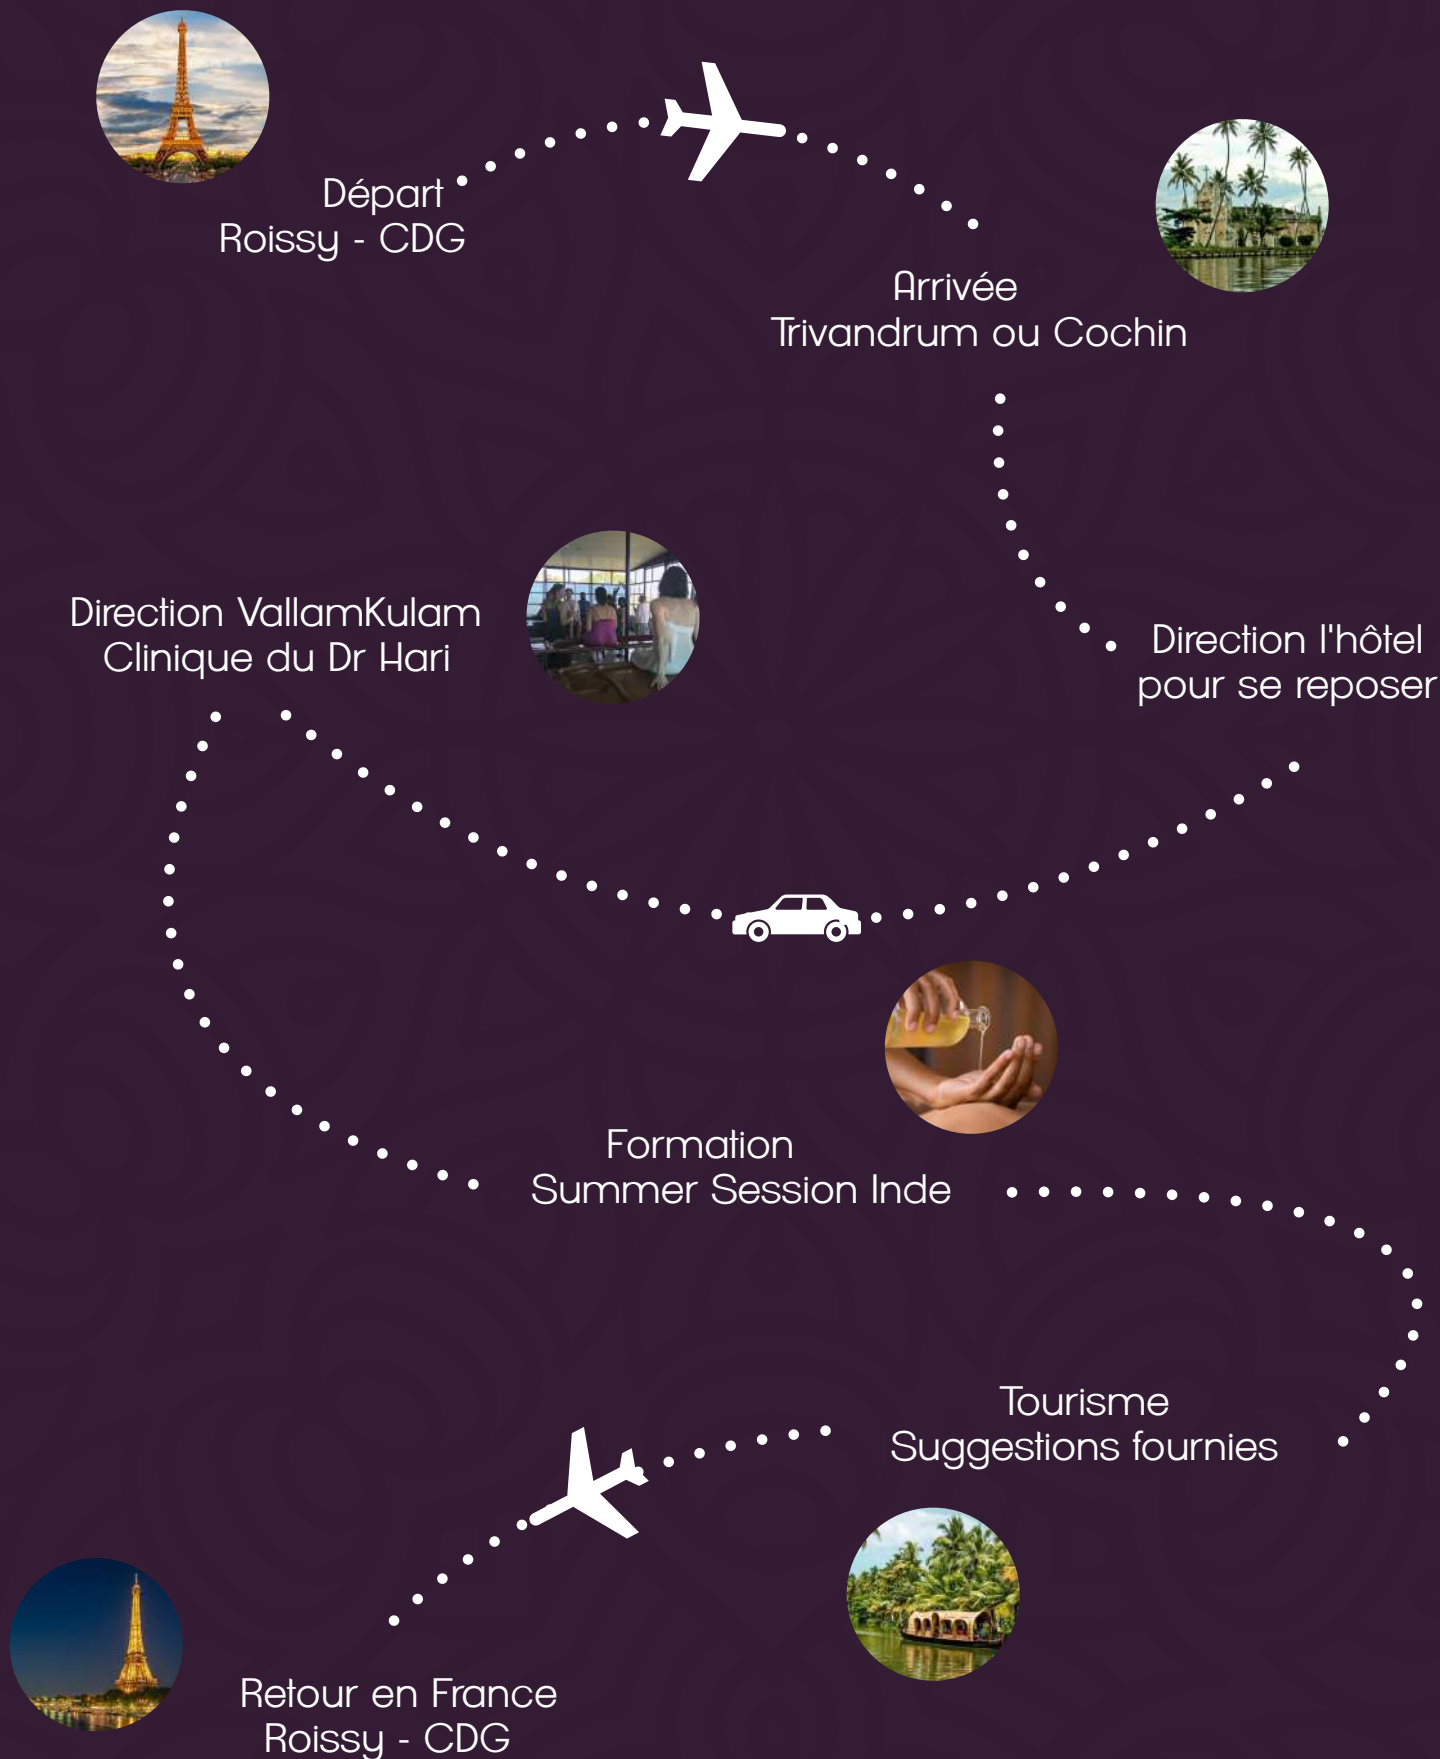 Départ
Roissy - CDG
Arrivée
Trivandrum ou Cochin
Direction l'hôtel
pour se reposer
Direction VallamKulam
Clinique du Dr Hari
Formation
Summer Session Inde
Tourisme
Suggestions fournies
Retour en France
Roissy - CDG